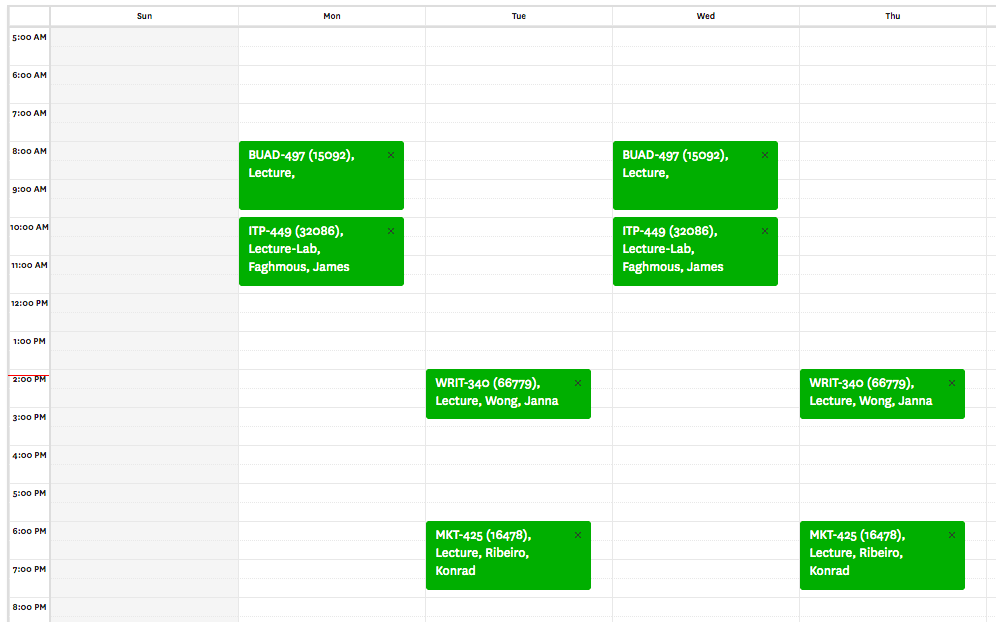 Sun Mon Tue Wed Thu
5:00 AM
6:00 AM
7:00 AM
8:00 AM
BUAD-497 (15092), ×
Lecture,
BUAD-497 (15092), ×
Lecture,
9:00 AM
10:00 AM
ITP-449 (32086), ×
Lecture-Lab,
Faghmous, James
ITP-449 (32086), ×
Lecture-Lab,
Faghmous, James
11:00 AM
12:00 PM
1:00 PM
2:00 PM
WRIT-340 (66779), ×
Lecture, Wong, Janna
WRIT-340 (66779), ×
Lecture, Wong, Janna
3:00 PM
4:00 PM
5:00 PM
6:00 PM
MKT-425 (16478), ×
Lecture, Ribeiro,
Konrad
MKT-425 (16478), ×
Lecture, Ribeiro,
Konrad
7:00 PM
8:00 PM